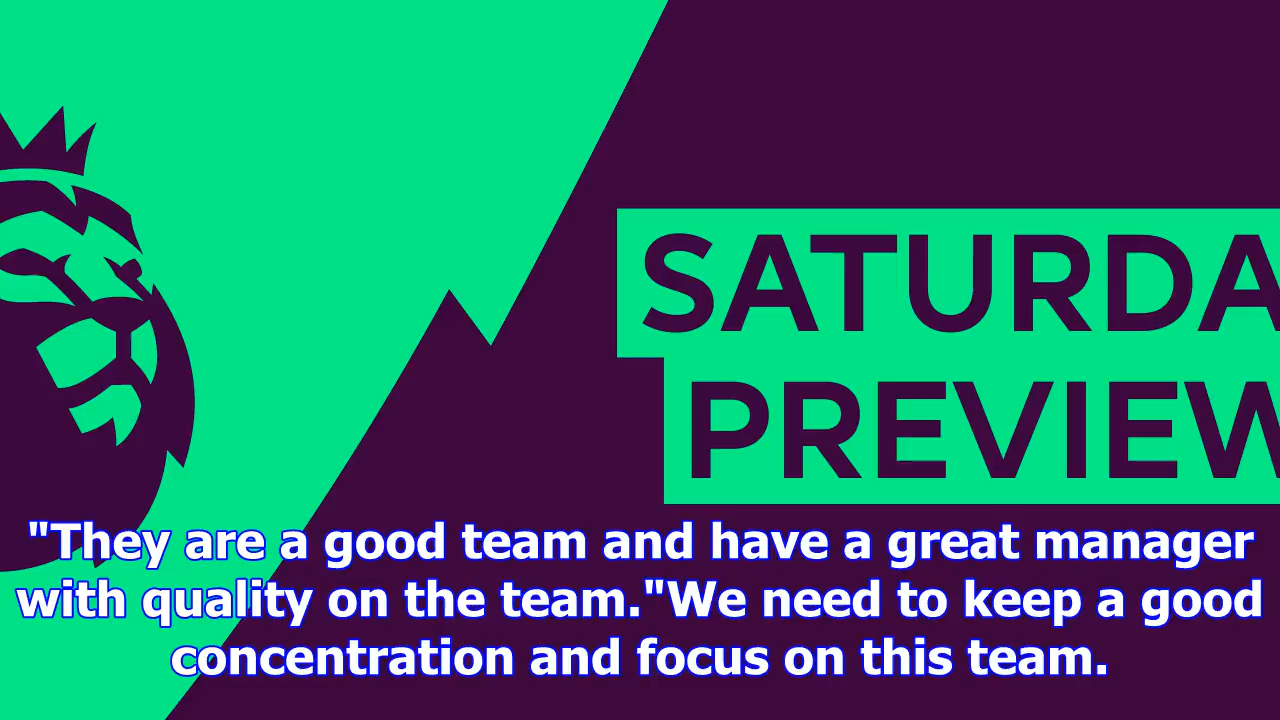 SATURDA
PREVIEW
"They are a good team and have a great manager
with quality on the team."We need to keep a good
concentration and focus on this team.